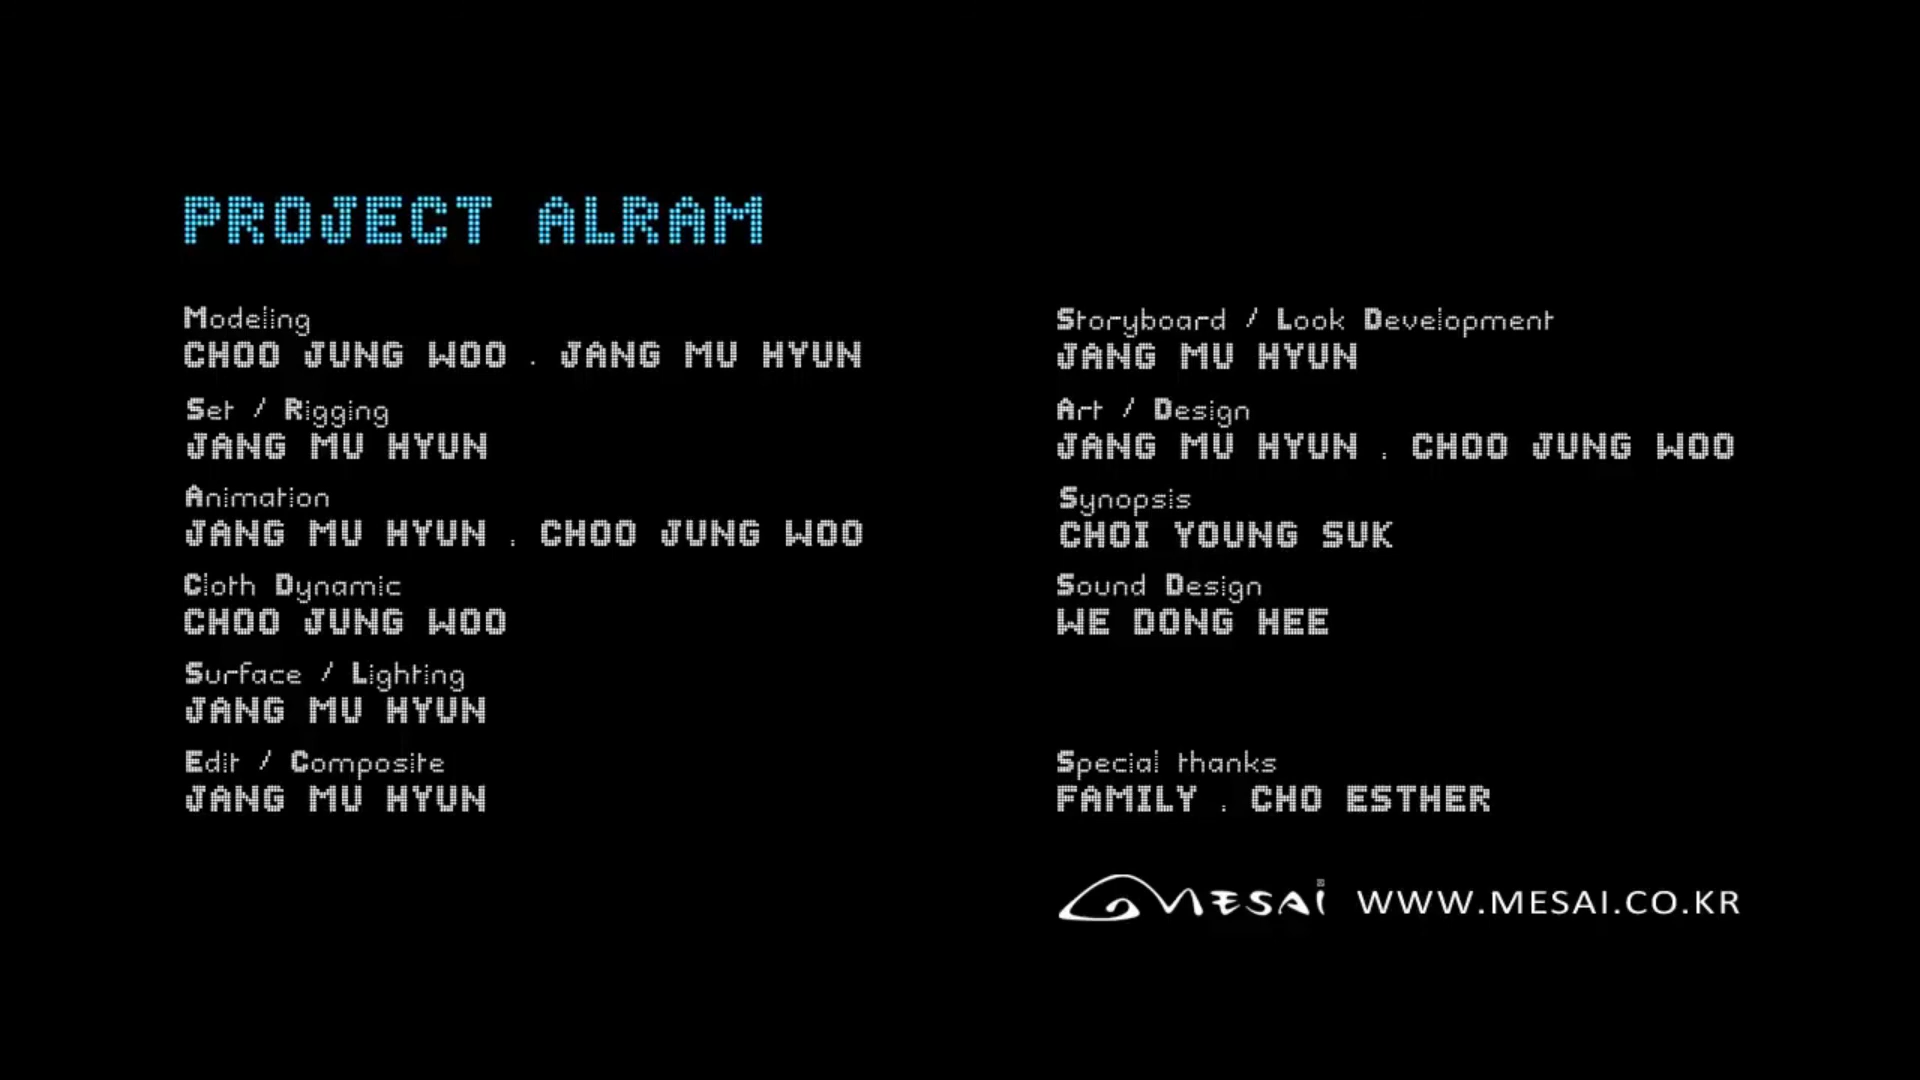 PROJECT ALRAM
Modeling
CHOO JUNG WOO . JANG MU HYUN
Set / Rigging
JANG MU HYUN
Animation
JANG MU HYUN . CHOO JUNG WOO
Cloth Dynamic
CHOO JUNG WOO
Surface / Lighting
JANG MU HYUN
Edit / Composite
JANG MU HYUN
Storyboard / Look Development
JANG MU HYUN
Art / Design
JANG MU HYUN . CHOO JUNG WOO
Synopsis
CHOI YOUNG SUK
Sound Design
WE DONG HEE
Special thanks
FAMILY . CHO ESTHER
MESAI WWW.MESAI.CO.KR